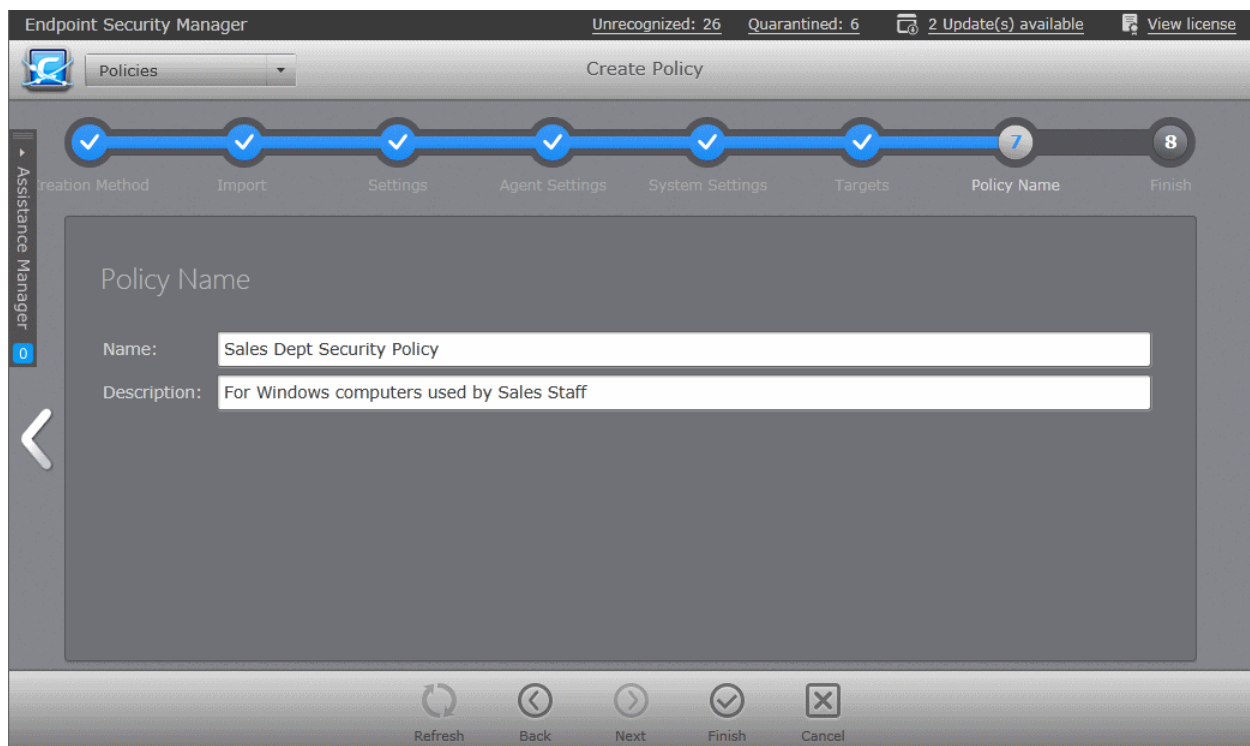 Endpoint Security Manager
Unrecognized: 26 Quarantined: 6 2 Update(s) available View license
Policies
Create Policy
7
8
reation Method Import Settings Agent Settings System Settings Targets Policy Name Finish
Assistance Manager
0
Policy Name
Name: Sales Dept Security Policy
Description: For Windows computers used by Sales Staff
Refresh Back Next Finish Cancel